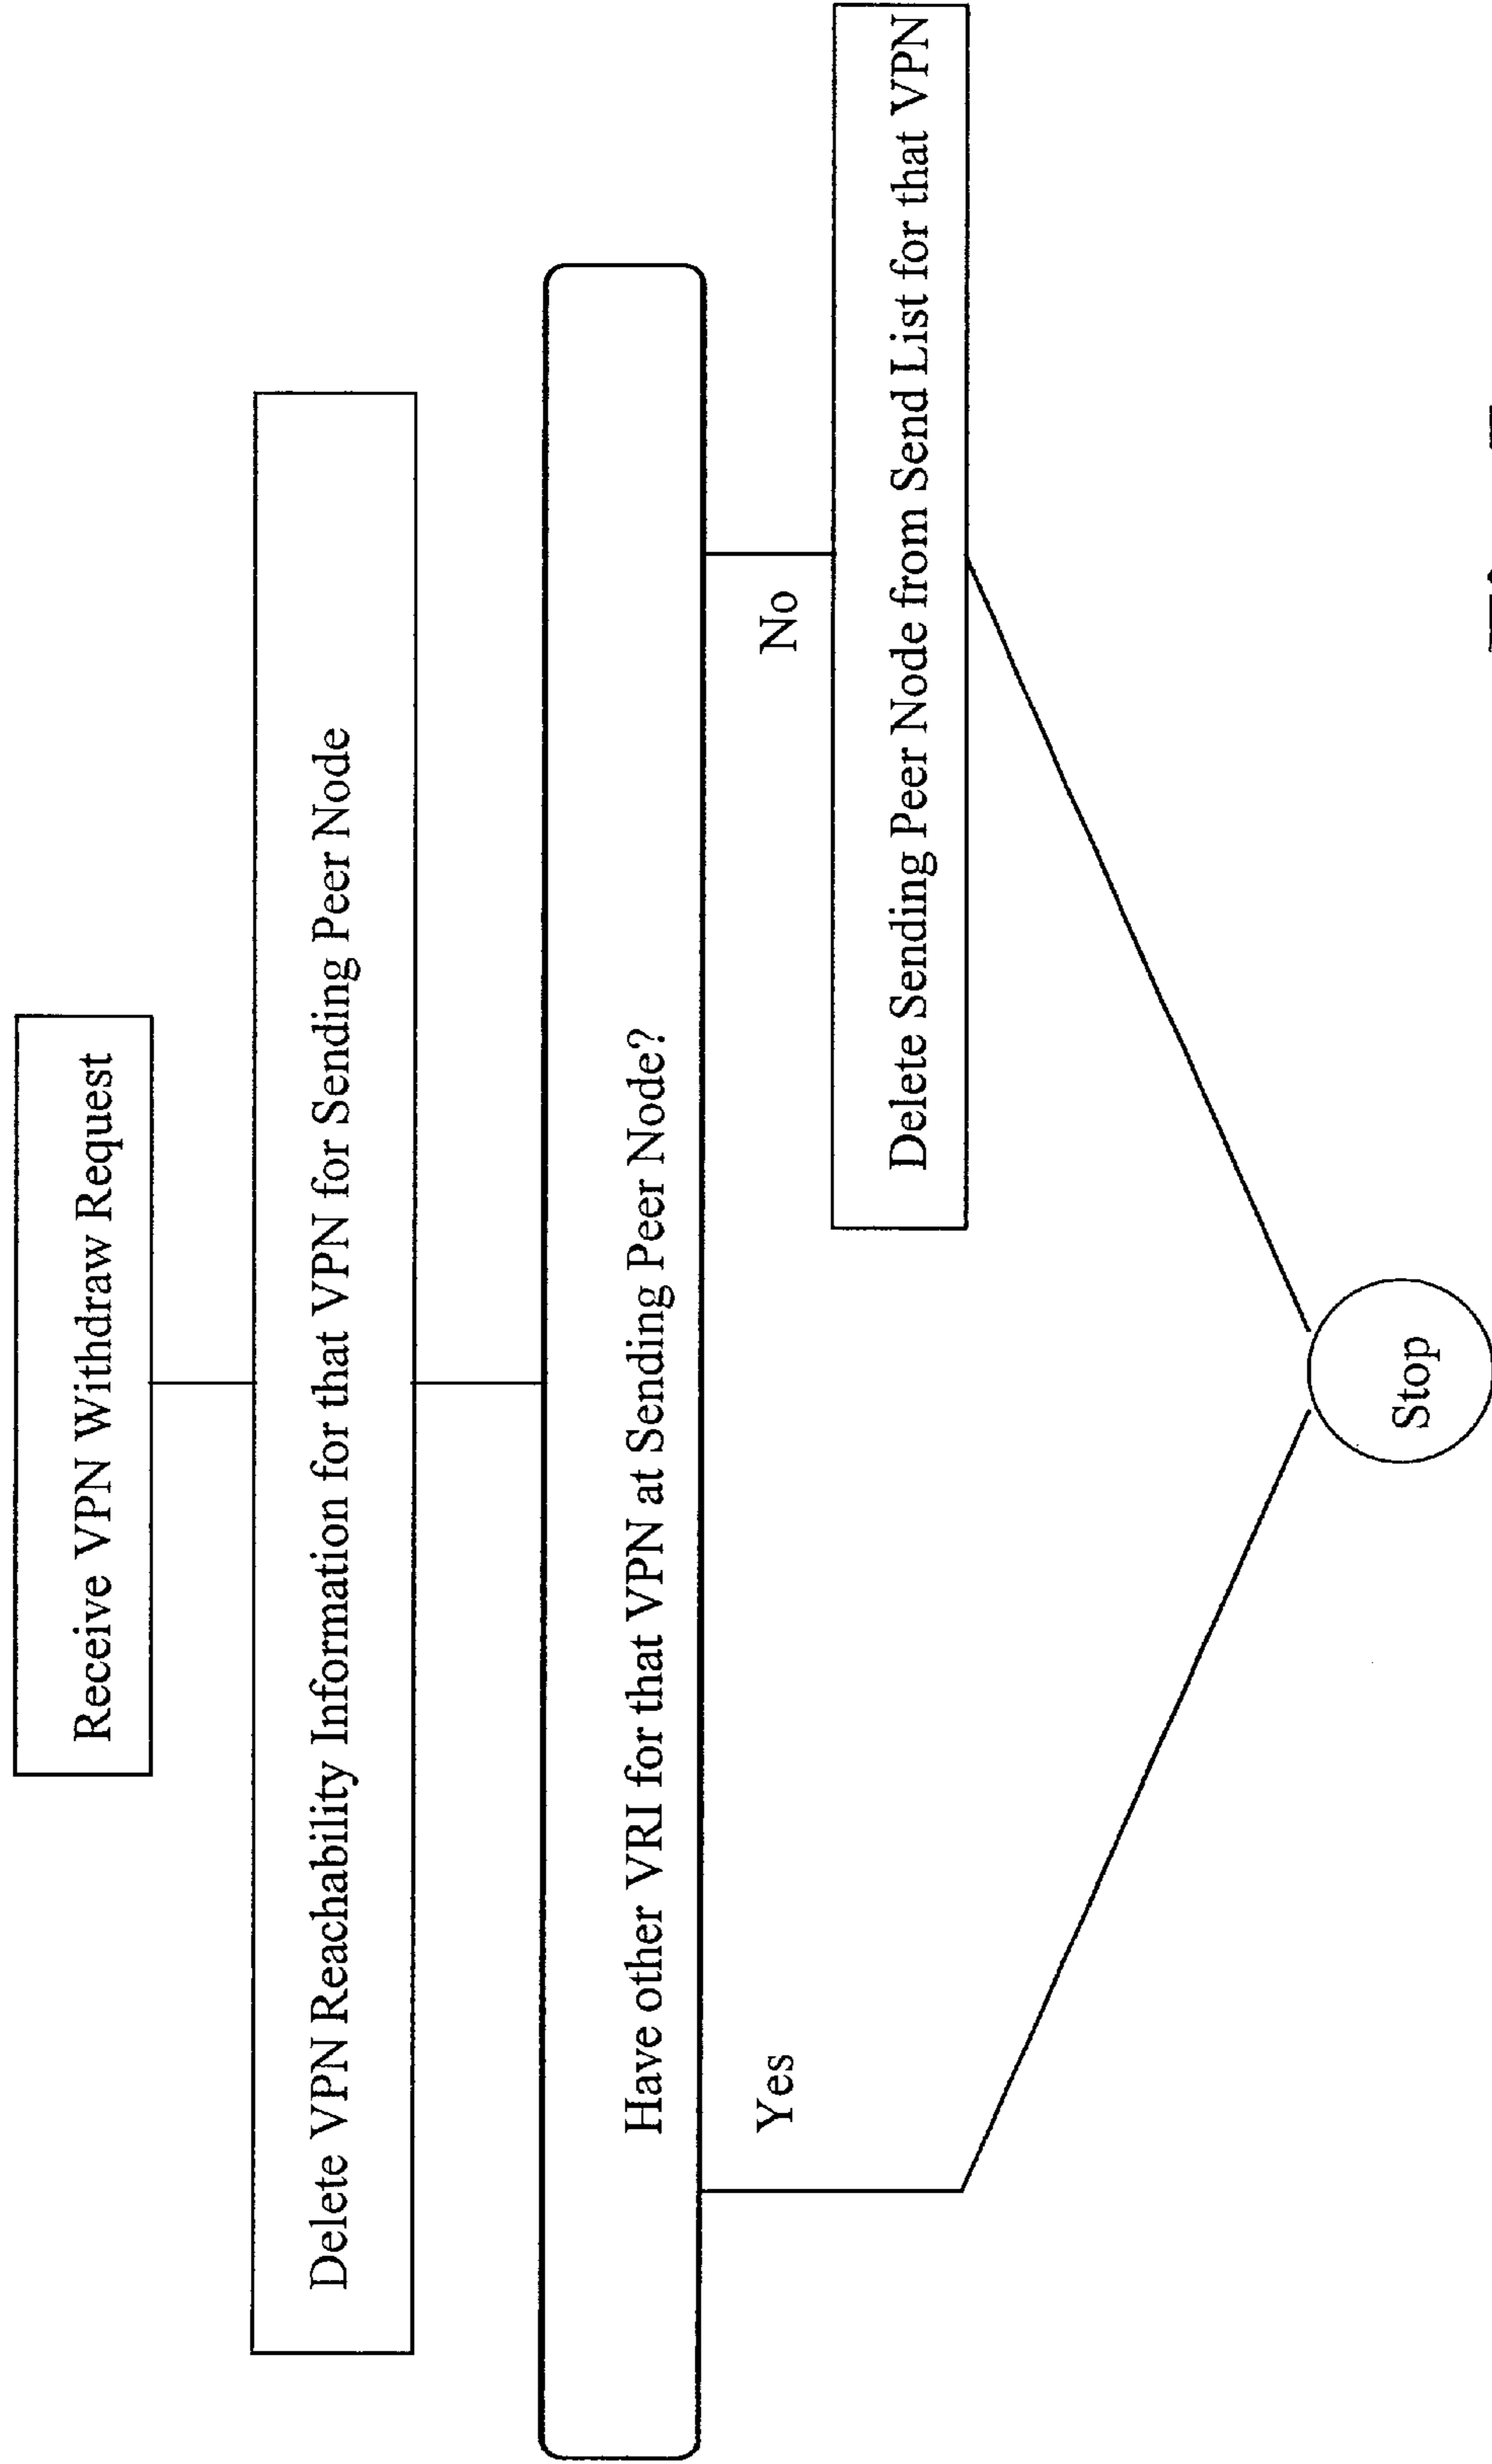 Receive VPN Withdraw Request
Delete VPN Reachability Information for that VPN for Sending Peer Node
Have other VRI for that VPN at Sending Peer Node?
Yes
No
Delete Sending Peer Node from Send List for that VPN
Stop